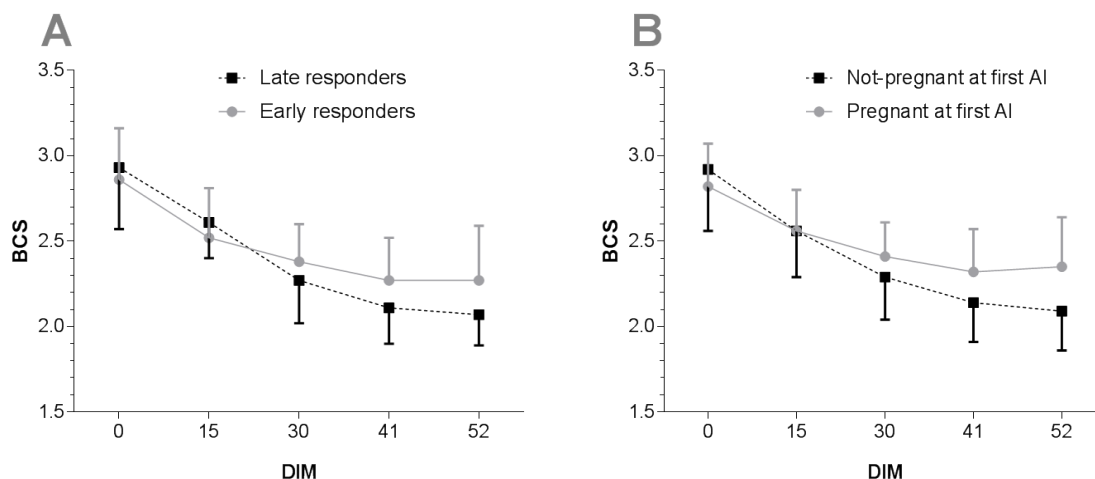 A
3.5
3.0
2.5
2.0
1.5
BCS
Late responders
Early responders
0 15 30 41 52
DIM
B
3.5
3.0
2.5
2.0
1.5
BCS
Not-pregnant at first AI
Pregnant at first AI
0 15 30 41 52
DIM